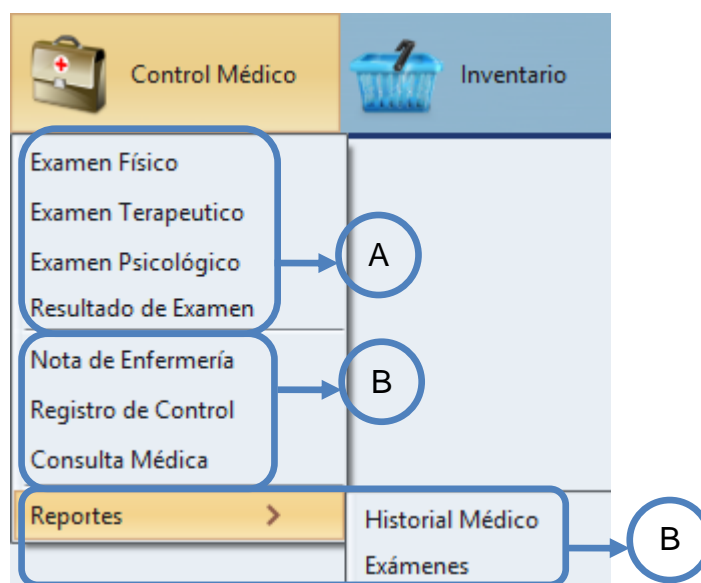 Control Médico
Inventario
Examen Físico
Examen Terapeutico
Examen Psicológico
Resultado de Examen
A
Nota de Enfermería
Registro de Control
Consulta Médica
B
Reportes >
Historial Médico
Exámenes
B